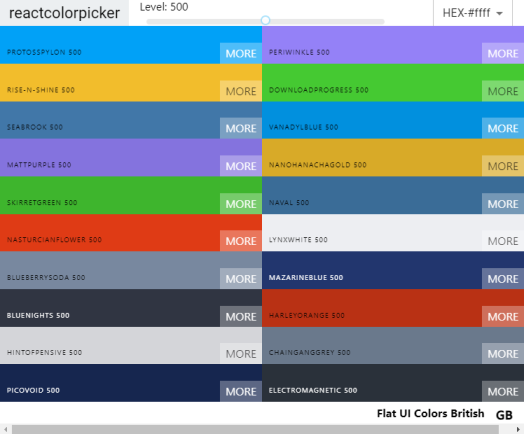 reactcolorpicker Level: 500 HEX-#ffff
PROTOSSPYLON 500 MORE PERIWINKLE 500 MORE
RISE-N-SHINE 500 MORE DOWNLOADPROGRESS 500 MORE
SEABROOK 500 MORE VANADYLBLUE 500 MORE
MATTPURPLE 500 MORE NANOHANACHAGOLD 500 MORE
SKIRRETGREEN 500 MORE NAVAL 500 MORE
NASTURCIANFLOWER 500 MORE LYNXWHITE 500 MORE
BLUEBERRYSODA 500 MORE MAZARINEBLUE 500 MORE
BLUENIGHTS 500 MORE HARLEYORANGE 500 MORE
HINTOFPENSIVE 500 MORE CHAINGANGGREY 500 MORE
PICOVOID 500 MORE ELECTROMAGNETIC 500 MORE
Flat UI Colors British GB